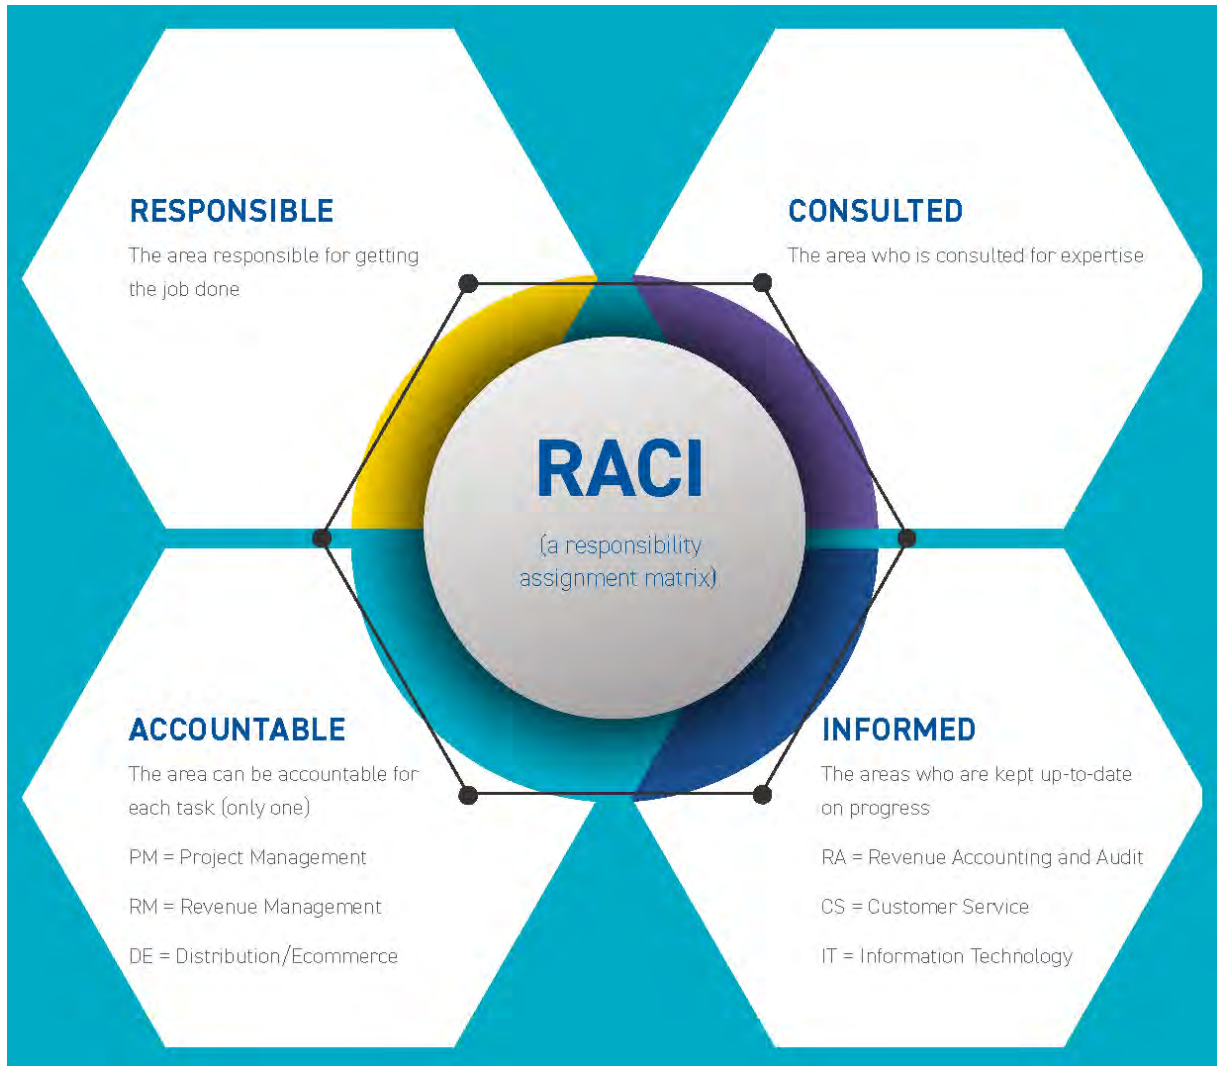 RESPONSIBLE
The area responsible for getting
the job done
CONSULTED
The area who is consulted for expertise
RACI
(a responsibility
assignment matrix)
ACCOUNTABLE
The area can be accountable for
each task (only one)
PM = Project Management
RM = Revenue Management
DE = Distribution/Ecommerce
INFORMED
The areas who are kept up-to-date
on progress
RA = Revenue Accounting and Audit
CS = Customer Service
IT = Information Technology